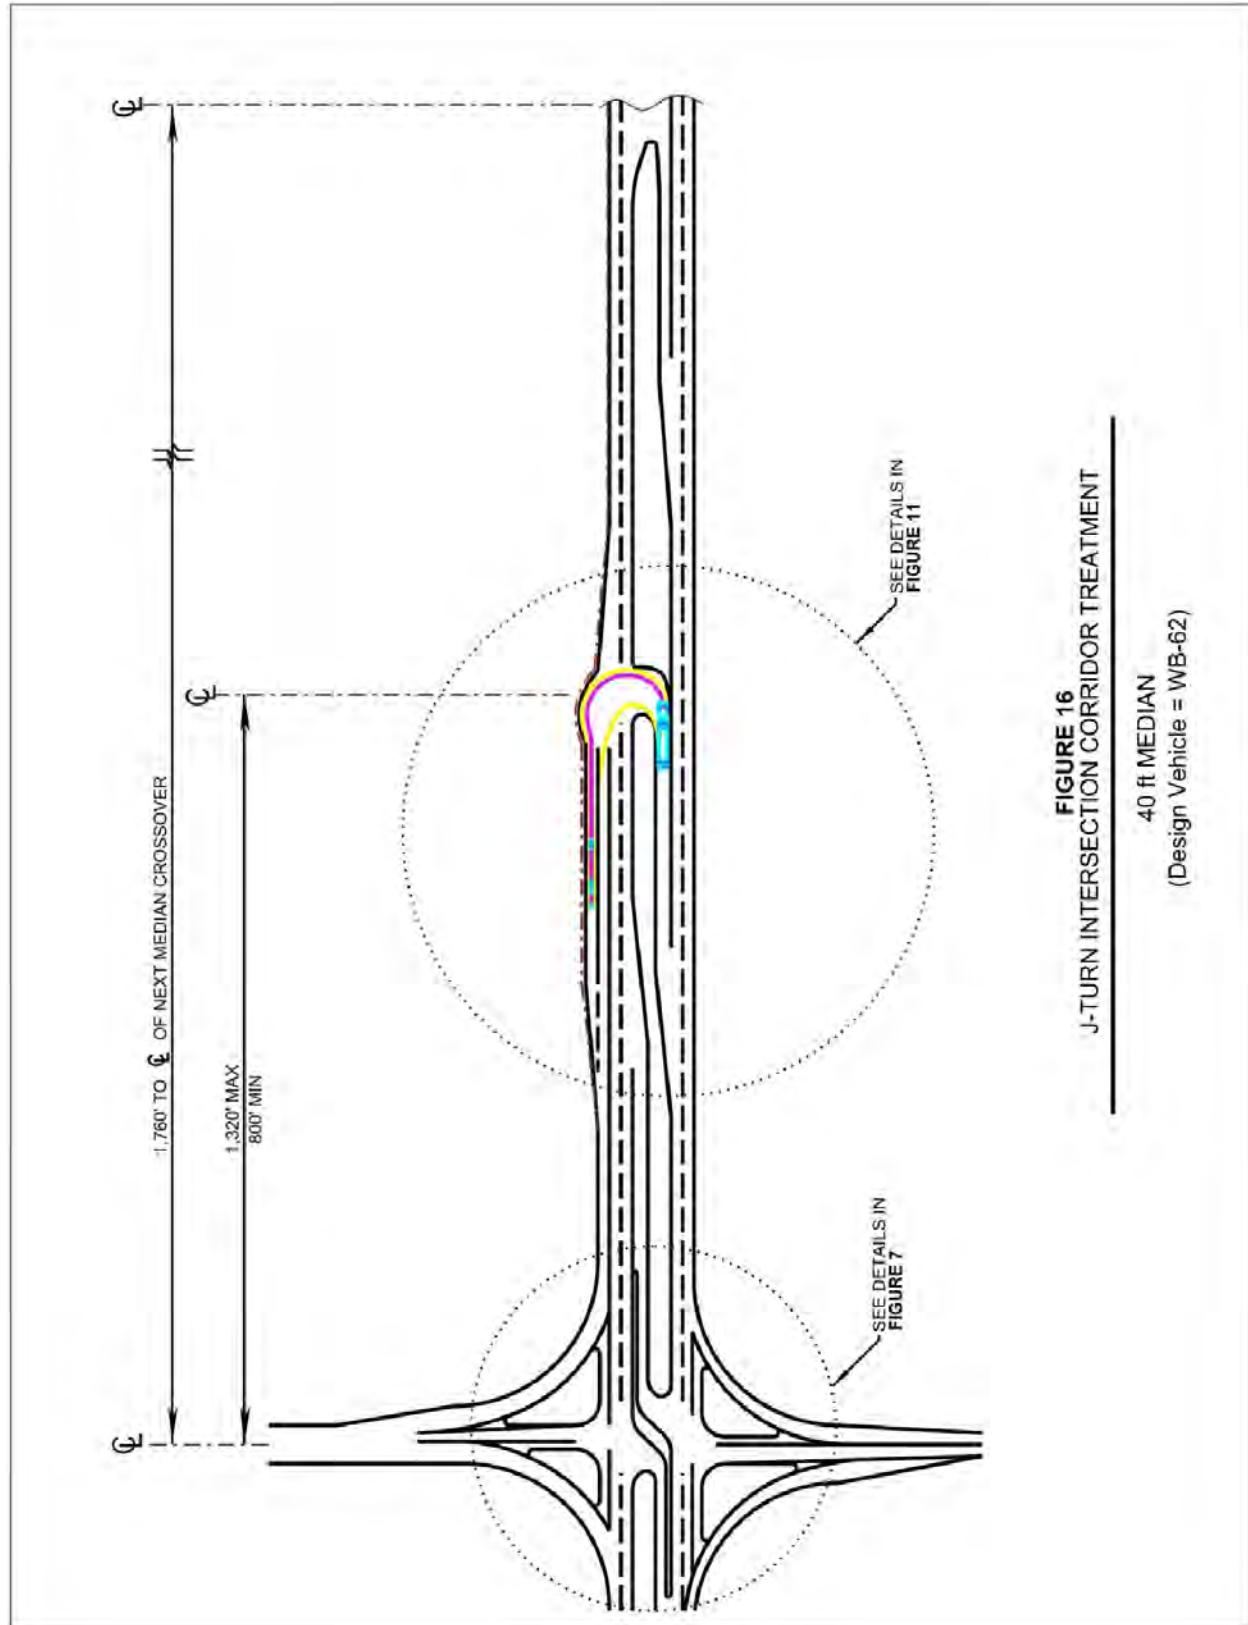 1,760' TO ℄ OF NEXT MEDIAN CROSSOVER
1,320' MAX
800' MIN
℄
℄
℄
SEE DETAILS IN
FIGURE 7
SEE DETAILS IN
FIGURE 11
FIGURE 16
J-TURN INTERSECTION CORRIDOR TREATMENT
40 ft MEDIAN
(Design Vehicle = WB-62)